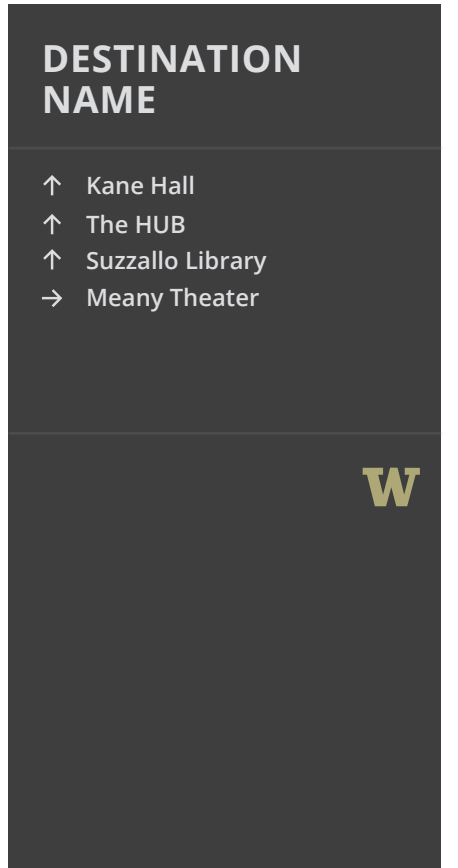 DESTINATION
NAME
↑ Kane Hall
↑ The HUB
↑ Suzzallo Library
→ Meany Theater
W